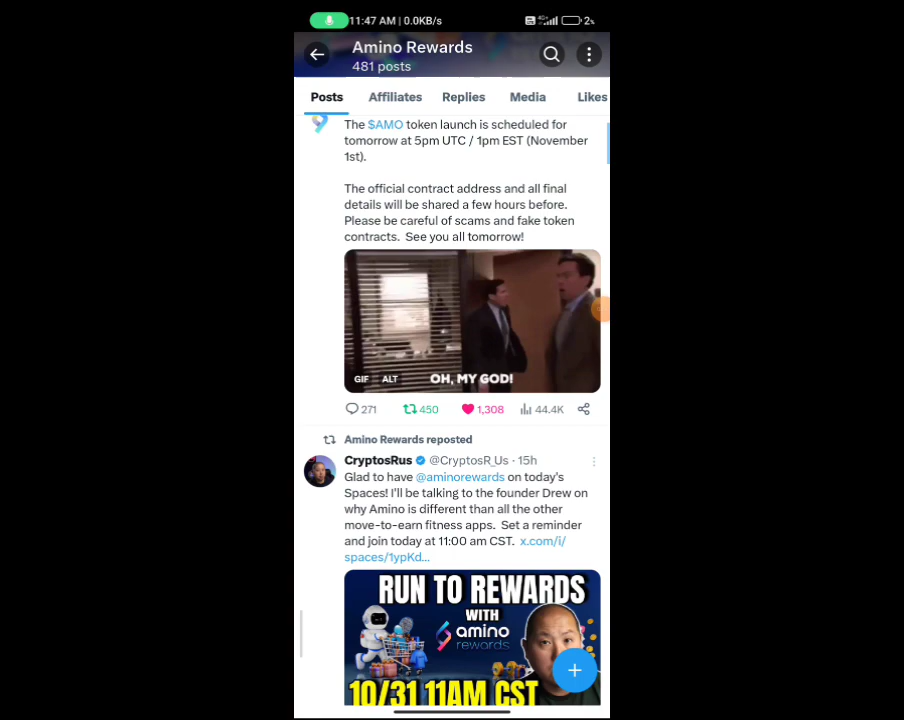 11:47 AM | 0.0KB/s 2%
Amino Rewards
481 posts
Posts Affiliates Replies Media Likes
The $AMO token launch is scheduled for
tomorrow at 5pm UTC / 1pm EST (November
1st).
The official contract address and all final
details will be shared a few hours before.
Please be careful of scams and fake token
contracts. See you all tomorrow!
OH, MY GOD!
GIF ALT
271 450 1,308 44.4K
Amino Rewards reposted
CryptosRus @CryptosR_Us · 15h
Glad to have @aminorewards on today's
Spaces! I'll be talking to the founder Drew on
why Amino is different than all the other
move-to-earn fitness apps. Set a reminder
and join today at 11:00 am CST. x.com/i/
spaces/1ypKd...
RUN TO REWARDS
WITH
amino
rewards
10/31 11AM CST